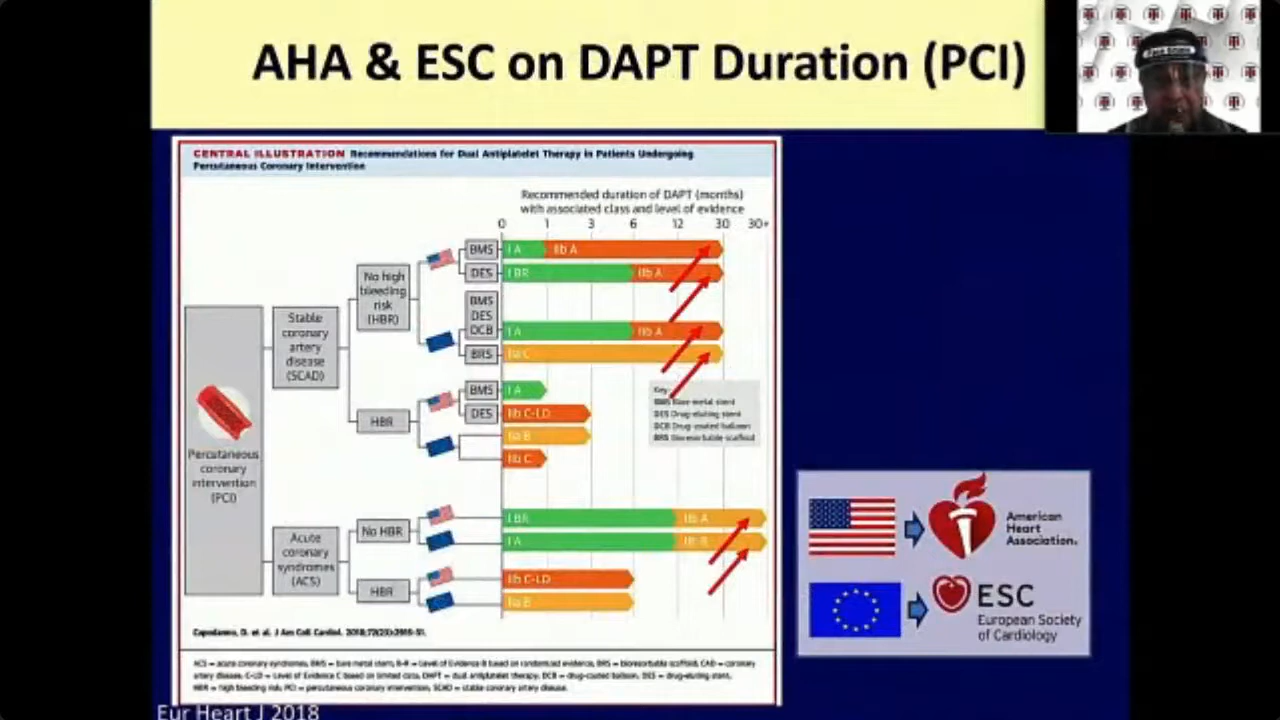 AHA & ESC on DAPT Duration (PCI)
CENTRAL ILLUSTRATION Recommendations for Dual Antiplatelet Therapy in Patients Undergoing
Percutaneous Coronary Intervention
Recommended duration of DAPT (months)
with associated class and level of evidence
0 1 3 6 12 30 30+
BMS I A IIb A
DES I BR IIb A
No high
bleeding
risk
(HBR)
BMS
DES
DCB I A IIb A
BRS IIa C
Stable
coronary
artery
disease
(SCAD)
BMS I A
DES IIb C-LD
HBR
IIa B
IIb C
Key:
BMS Bare metal stent
DES Drug-eluting stent
DCB Drug-coated balloon
BRS Bioresorbable scaffold
Percutaneous
coronary
intervention
(PCI)
No HBR
I BR IIb A
I A IIb B
Acute
coronary
syndromes
(ACS)
HBR
IIb C-LD
IIa B
American
Heart
Association.
ESC
European Society
of Cardiology
Capodanno, D. et al. J Am Coll Cardiol.
ACS = acute coronary syndromes, BMS = bare metal stent, B-R = Level of Evidence B based on randomized evidence, BRS = bioresorbable scaffold, CAD = coronary
artery disease, C-LD = Level of Evidence C based on limited data, DAPT = dual antiplatelet therapy, DCB = drug-coated balloon, DES = drug-eluting stent,
HBR = high bleeding risk, PCI = percutaneous coronary intervention, SCAD = stable coronary artery disease.
Eur Heart J 2018